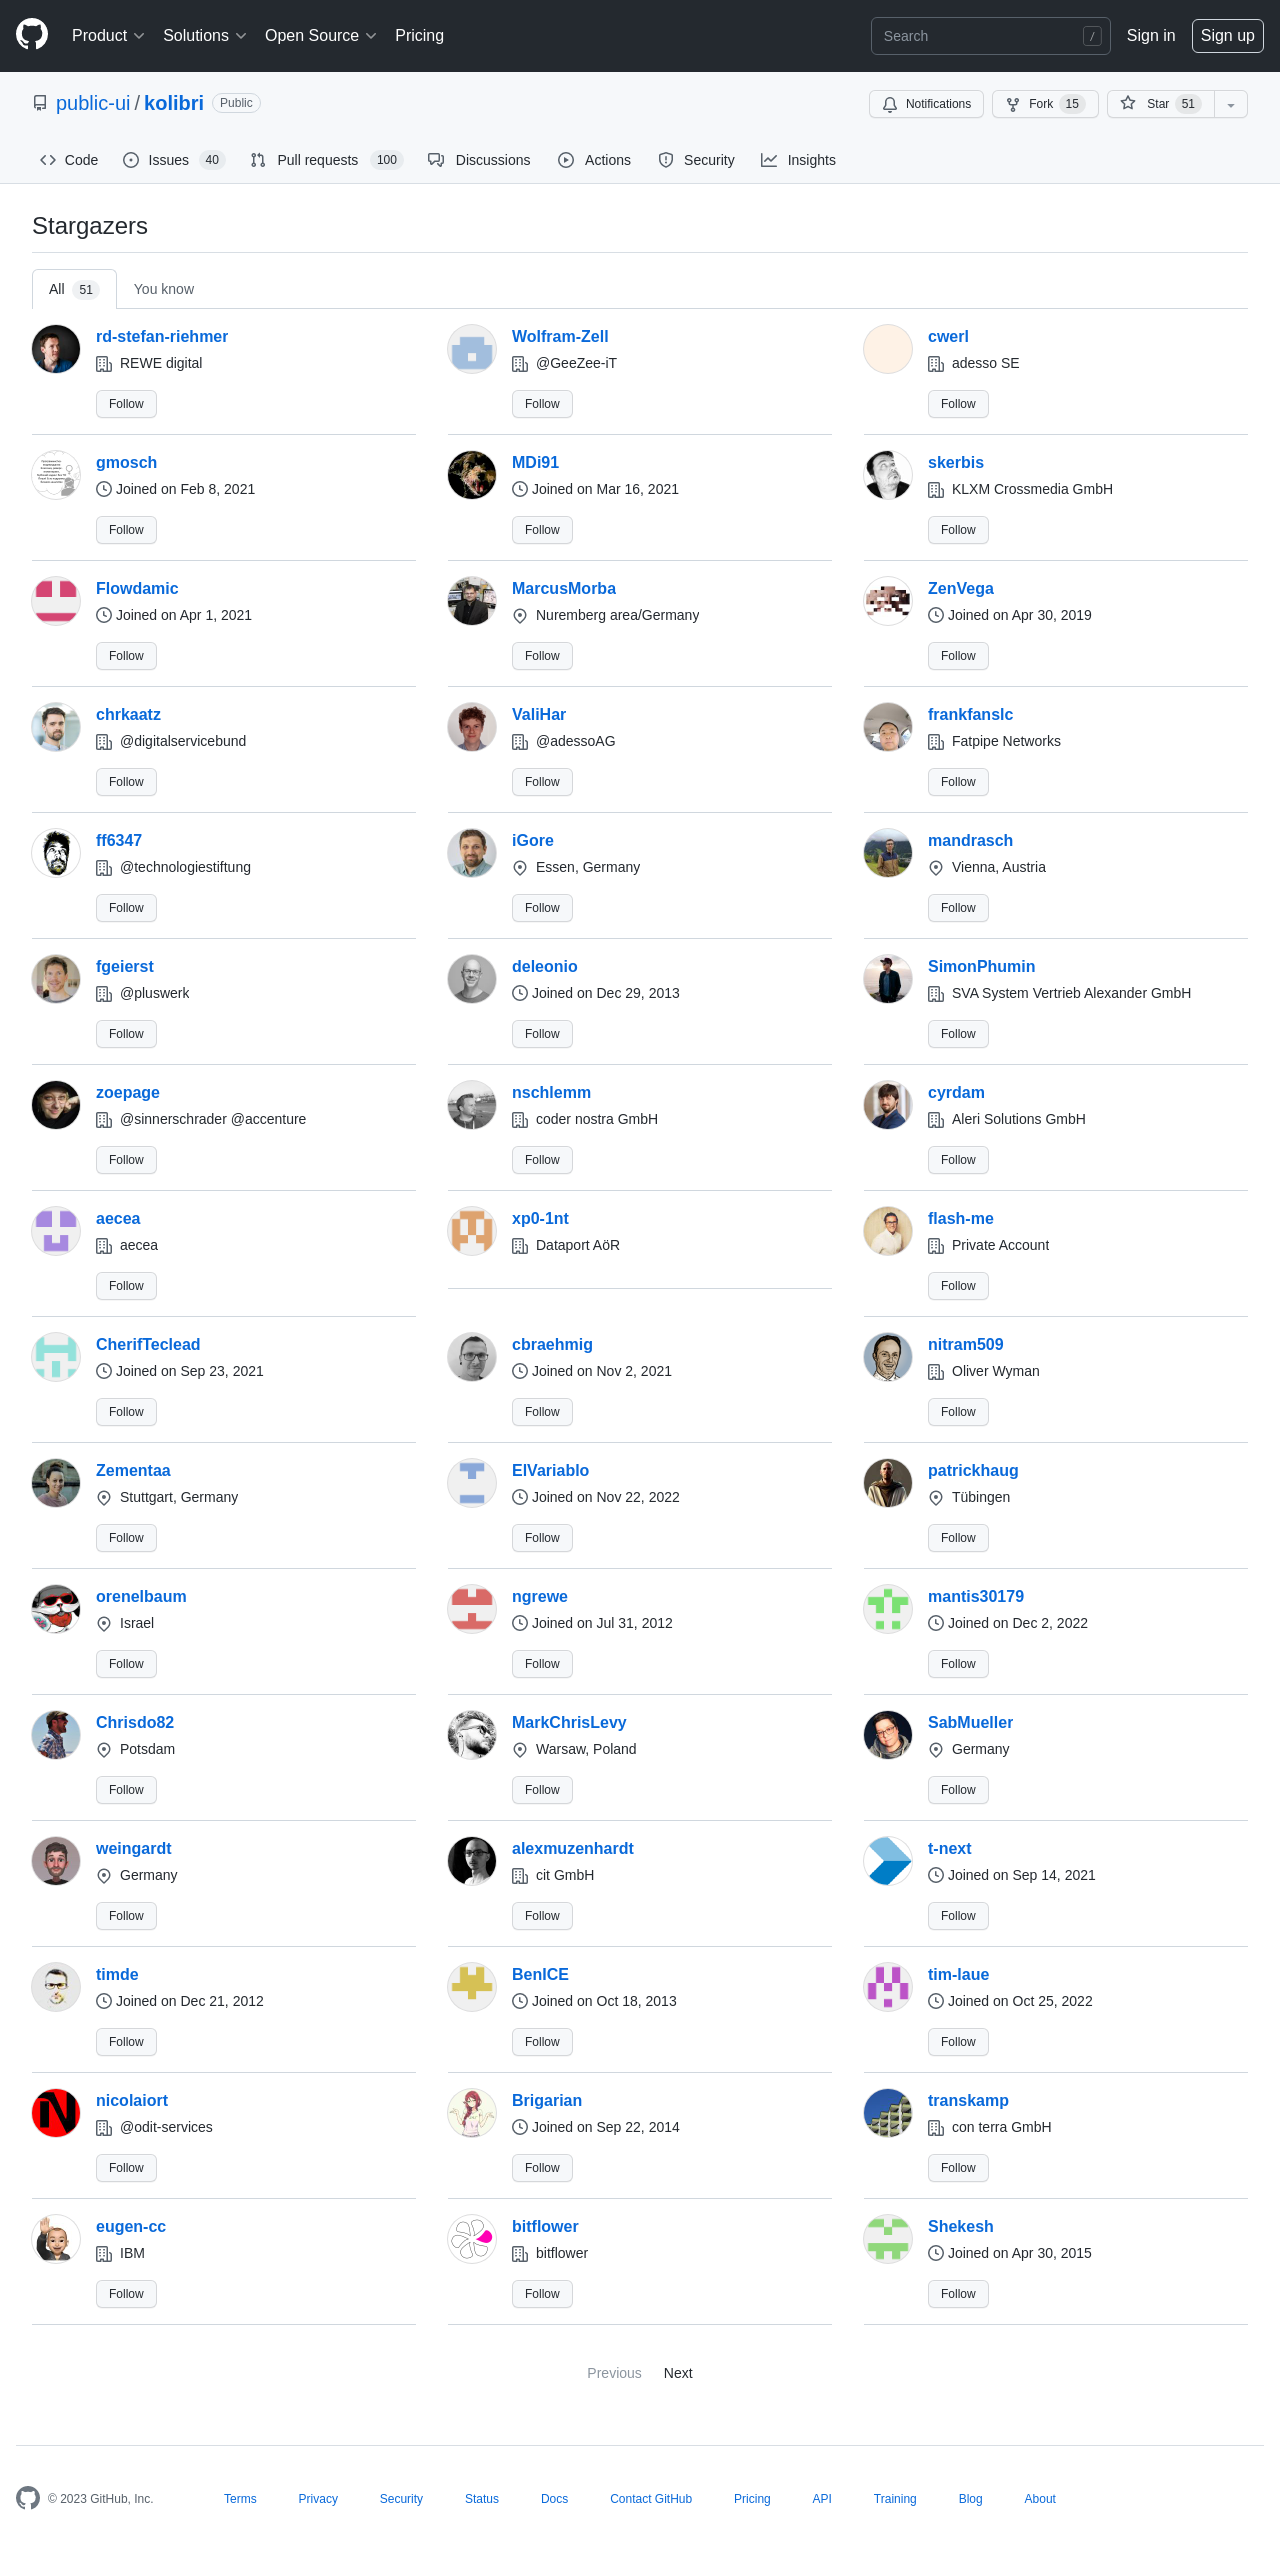 Product Solutions Open Source Pricing Search / Sign in Sign up
public-ui / kolibri Public Notifications Fork 15 Star 51
Code Issues 40 Pull requests 100 Discussions Actions Security Insights
Stargazers
All 51 You know
rd-stefan-riehmer Wolfram-Zell cwerl
REWE digital @GeeZee-iT adesso SE
Follow Follow Follow
gmosch MDi91 skerbis
Joined on Feb 8, 2021 Joined on Mar 16, 2021 KLXM Crossmedia GmbH
Follow Follow Follow
Flowdamic MarcusMorba ZenVega
Joined on Apr 1, 2021 Nuremberg area/Germany Joined on Apr 30, 2019
Follow Follow Follow
chrkaatz ValiHar frankfanslc
@digitalservicebund @adessoAG Fatpipe Networks
Follow Follow Follow
ff6347 iGore mandrasch
@technologiestiftung Essen, Germany Vienna, Austria
Follow Follow Follow
fgeierst deleonio SimonPhumin
@pluswerk Joined on Dec 29, 2013 SVA System Vertrieb Alexander GmbH
Follow Follow Follow
zoepage nschlemm cyrdam
@sinnerschrader @accenture coder nostra GmbH Aleri Solutions GmbH
Follow Follow Follow
aecea xp0-1nt flash-me
aecea Dataport AöR Private Account
Follow Follow
CherifTeclead cbraehmig nitram509
Joined on Sep 23, 2021 Joined on Nov 2, 2021 Oliver Wyman
Follow Follow Follow
Zementaa ElVariablo patrickhaug
Stuttgart, Germany Joined on Nov 22, 2022 Tübingen
Follow Follow Follow
orenelbaum ngrewe mantis30179
Israel Joined on Jul 31, 2012 Joined on Dec 2, 2022
Follow Follow Follow
Chrisdo82 MarkChrisLevy SabMueller
Potsdam Warsaw, Poland Germany
Follow Follow Follow
weingardt alexmuzenhardt t-next
Germany cit GmbH Joined on Sep 14, 2021
Follow Follow Follow
timde BenICE tim-laue
Joined on Dec 21, 2012 Joined on Oct 18, 2013 Joined on Oct 25, 2022
Follow Follow Follow
nicolaiort Brigarian transkamp
@odit-services Joined on Sep 22, 2014 con terra GmbH
Follow Follow Follow
eugen-cc bitflower Shekesh
IBM bitflower Joined on Apr 30, 2015
Follow Follow Follow
Previous Next
© 2023 GitHub, Inc. Terms Privacy Security Status Docs Contact GitHub Pricing API Training Blog About